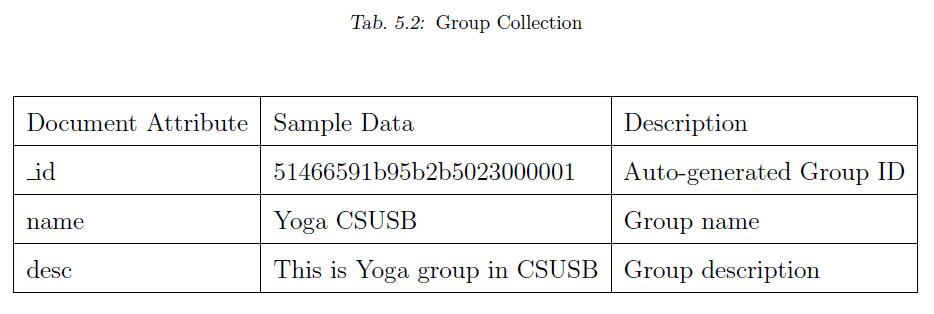 Tab. 5.2: Group Collection
Document Attribute Sample Data Description
_id 51466591b95b2b5023000001 Auto-generated Group ID
name Yoga CSUSB Group name
desc This is Yoga group in CSUSB Group description